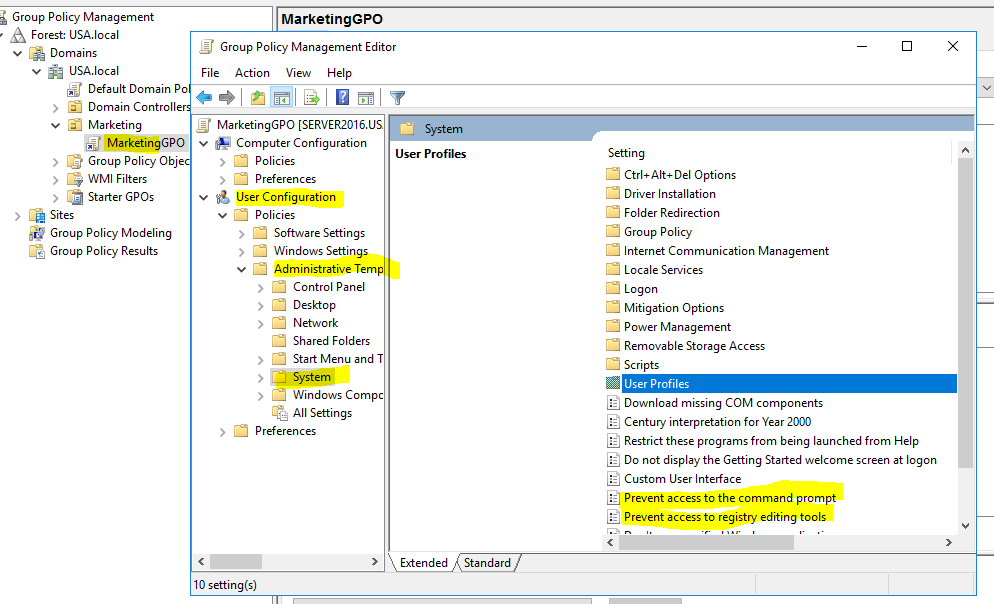 Group Policy Management
Forest: USA.local
Domains
USA.local
Default Domain Pol
Domain Controllers
Marketing
MarketingGPO
Group Policy Objec
WMI Filters
Starter GPOs
Sites
Group Policy Modeling
Group Policy Results
MarketingGPO
Group Policy Management Editor
File Action View Help
MarketingGPO [SERVER2016.US
Computer Configuration
Policies
Preferences
User Configuration
Policies
Software Settings
Windows Settings
Administrative Temp
Control Panel
Desktop
Network
Shared Folders
Start Menu and T
System
Windows Compo
All Settings
Preferences
System
User Profiles
Setting
Ctrl+Alt+Del Options
Driver Installation
Folder Redirection
Group Policy
Internet Communication Management
Locale Services
Logon
Mitigation Options
Power Management
Removable Storage Access
Scripts
User Profiles
Download missing COM components
Century interpretation for Year 2000
Restrict these programs from being launched from Help
Do not display the Getting Started welcome screen at logon
Custom User Interface
Prevent access to the command prompt
Prevent access to registry editing tools
Extended Standard
10 setting(s)